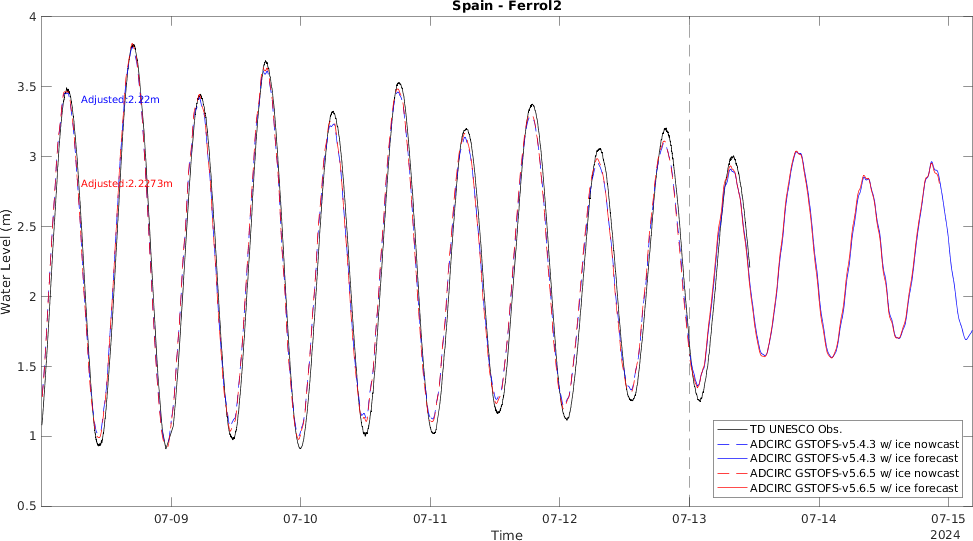 Spain - Ferrol2
4
3.5
3
2.5
2
1.5
1
0.5
Water Level (m)
Adjusted:2.22m
Adjusted:2.2273m
TD UNESCO Obs.
ADCIRC GSTOFS-v5.4.3 w/ ice nowcast
ADCIRC GSTOFS-v5.4.3 w/ ice forecast
ADCIRC GSTOFS-v5.6.5 w/ ice nowcast
ADCIRC GSTOFS-v5.6.5 w/ ice forecast
07-09 07-10 07-11 07-12 07-13 07-14 07-15
Time
2024